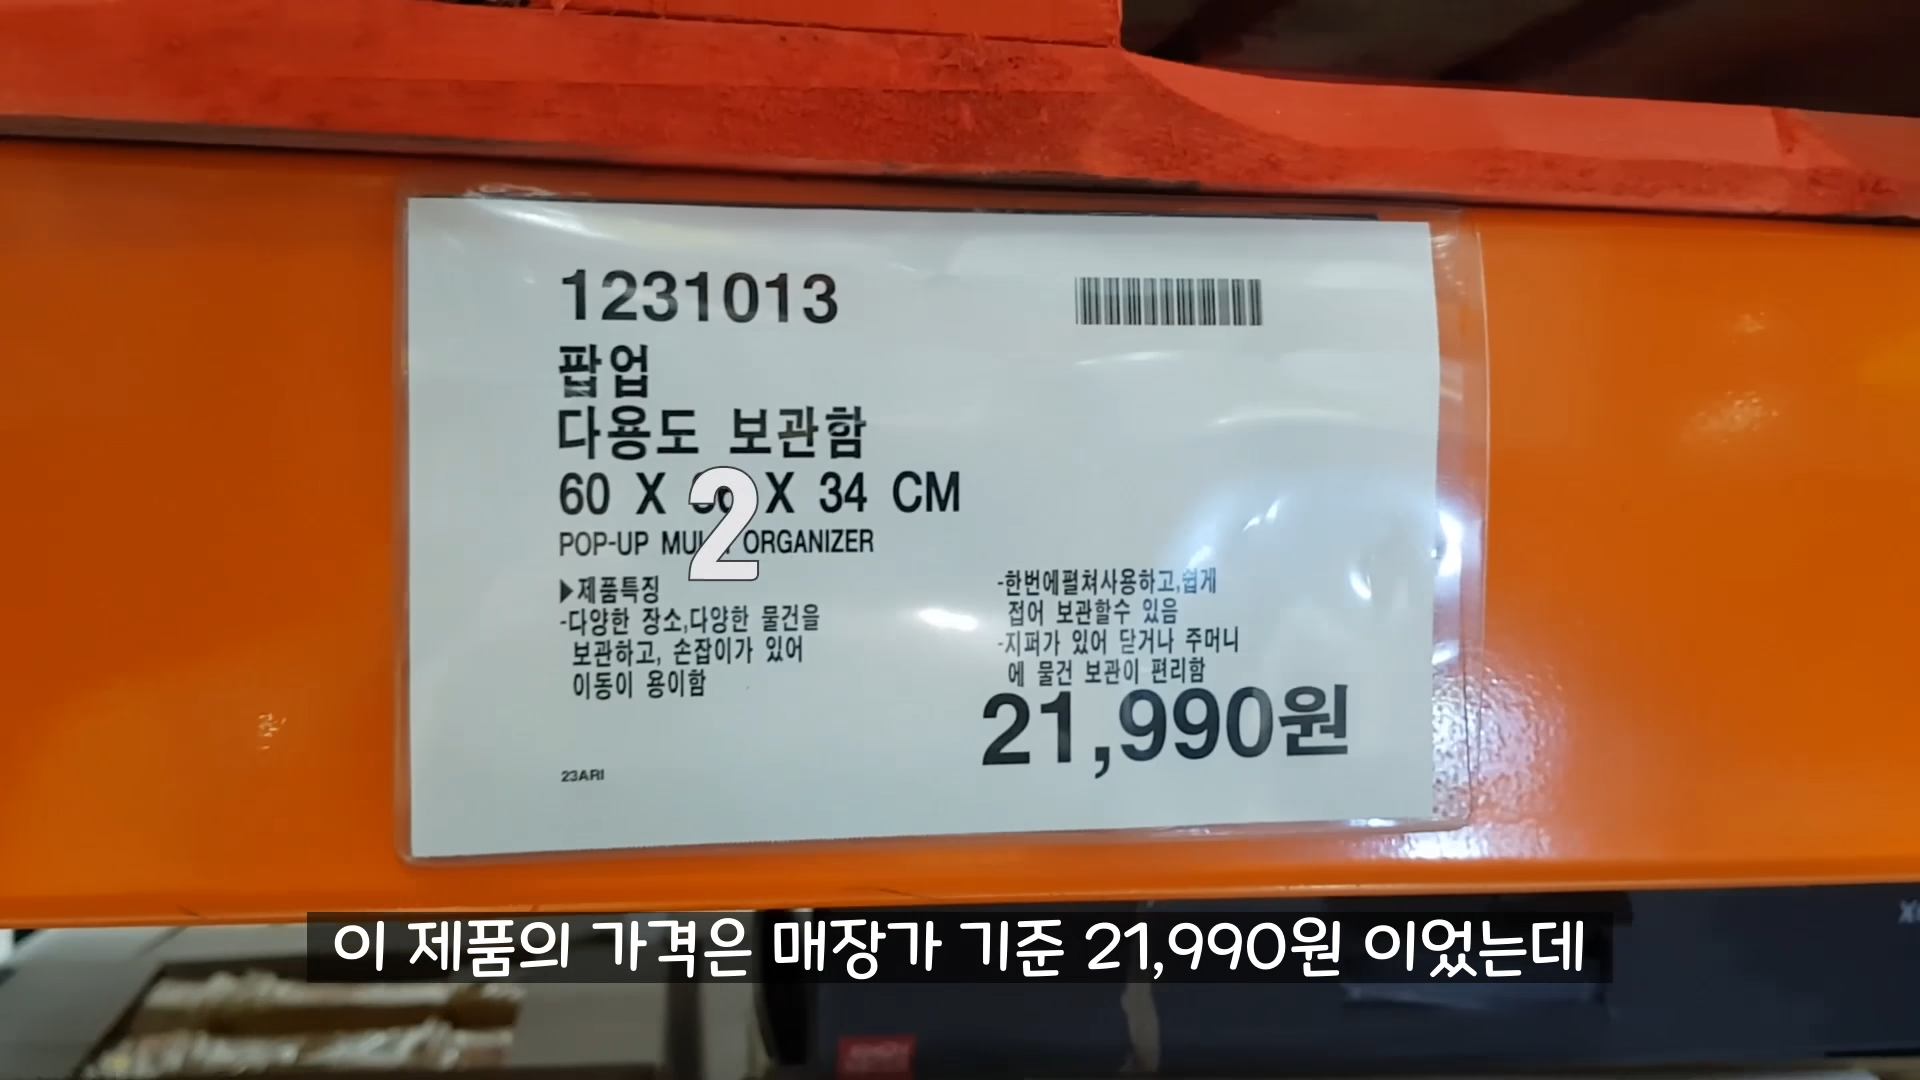 1231013
팝업
다용도 보관함
60 X X 34 CM
2
POP-UP ORGANIZER
▶제품특징
-다양한 장소,다양한 물건을
보관하고, 손잡이가 있어
이동이 용이함
-한번에펼쳐사용하고,쉽게
접어 보관할수 있음
-지퍼가 있어 닫거나 주머니
에 물건 보관이 편리함
21,990원
23ARI
이 제품의 가격은 매장가 기준 21,990원 이었는데